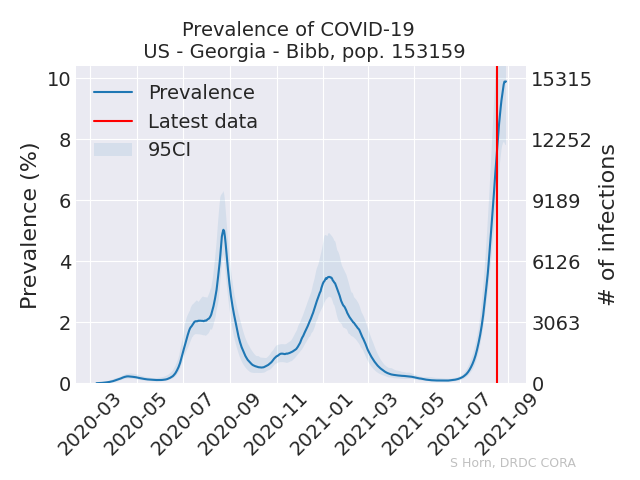 Prevalence of COVID-19
US - Georgia - Bibb, pop. 153159
Prevalence
Latest data
95CI
Prevalence (%)
10
8
6
4
2
0
15315
12252
9189
6126
3063
0
# of infections
2020-03
2020-05
2020-07
2020-09
2020-11
2021-01
2021-03
2021-05
2021-07
2021-09
S Horn, DRDC CORA